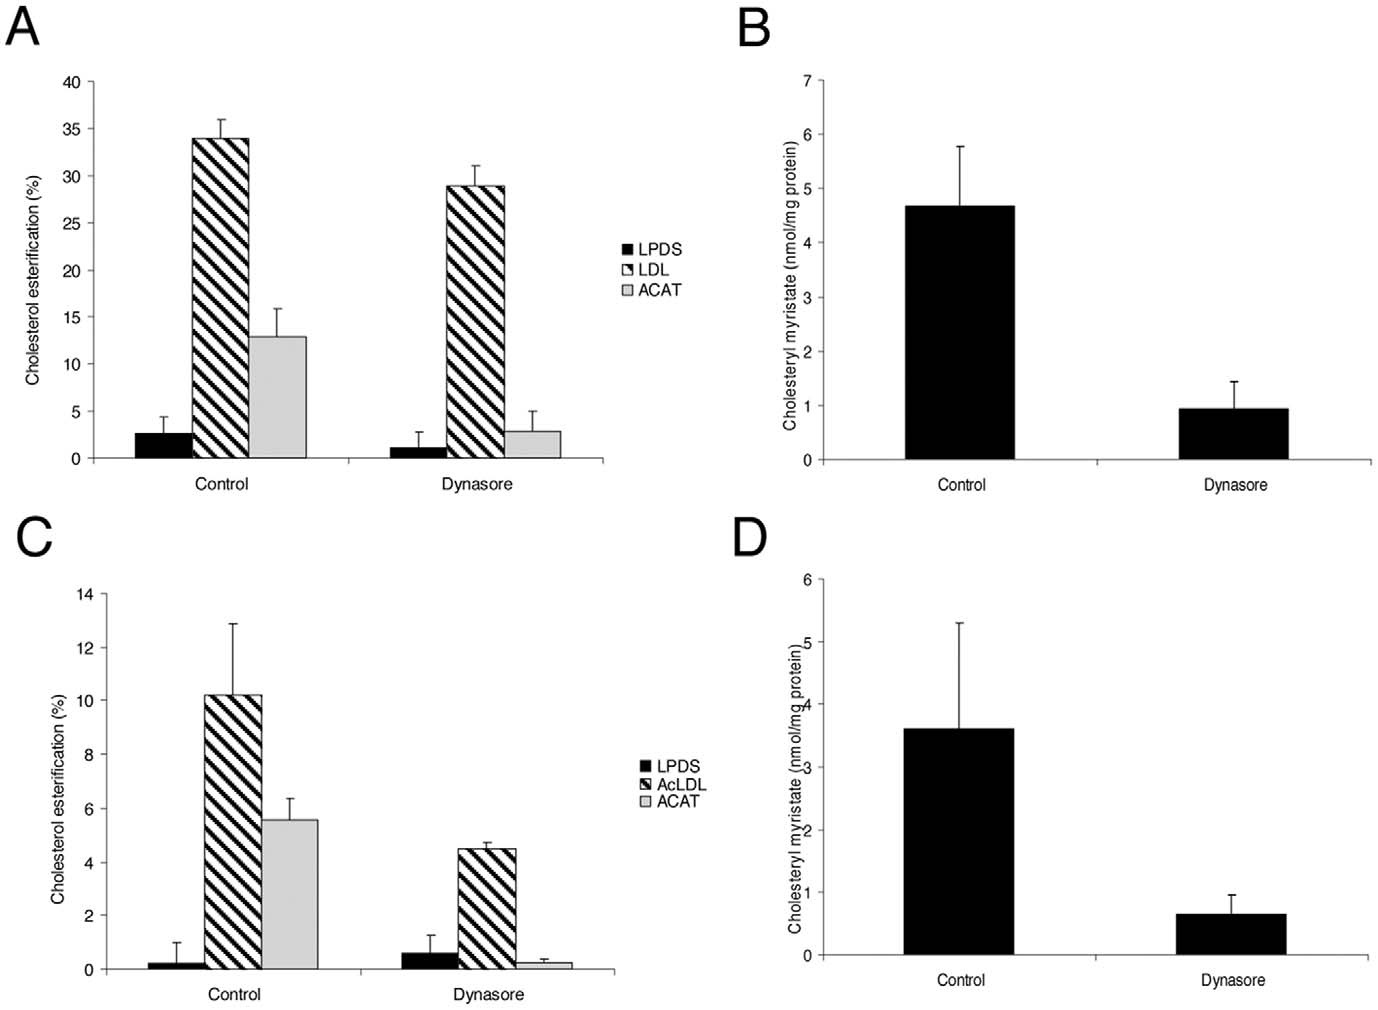 A
40
35
30
25
20
15
10
5
0
Cholesterol esterification (%)
Control
Dynasore
LPDS
LDL
ACAT
B
7
6
5
4
3
2
1
0
Cholesteryl myristate (nmol/mg protein)
Control
Dynasore
C
14
12
10
8
6
4
2
0
Cholesterol esterification (%)
Control
Dynasore
LPDS
AcLDL
ACAT
D
6
5
4
3
2
1
0
Cholesteryl myristate (nmol/mg protein)
Control
Dynasore